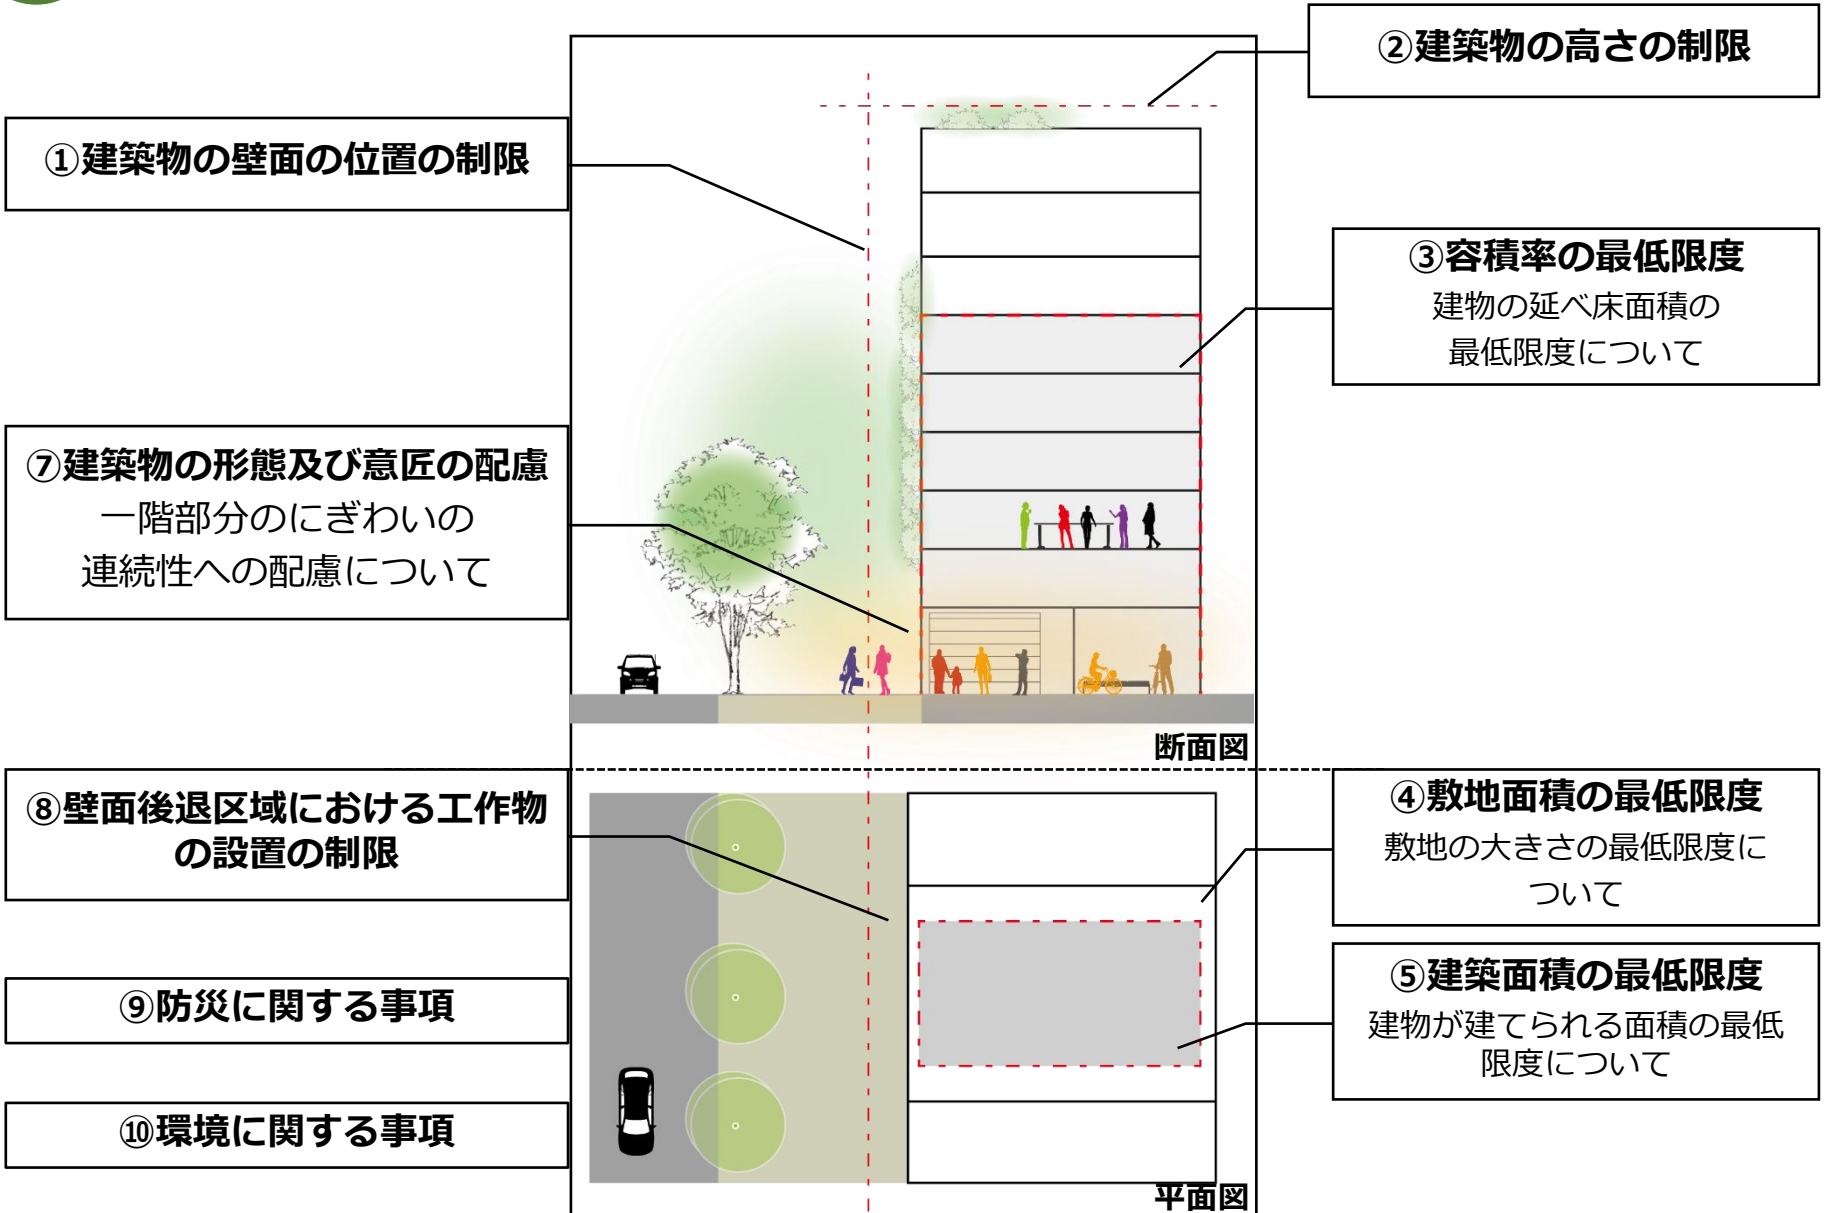 ②建築物の高さの制限
①建築物の壁面の位置の制限
③容積率の最低限度
建物の延べ床面積の
最低限度について
⑦建築物の形態及び意匠の配慮
一階部分のにぎわいの
連続性への配慮について
断面図
⑧壁面後退区域における工作物
の設置の制限
④敷地面積の最低限度
敷地の大きさの最低限度に
ついて
⑤建築面積の最低限度
建物が建てられる面積の最低
限度について
⑨防災に関する事項
⑩環境に関する事項
平面図